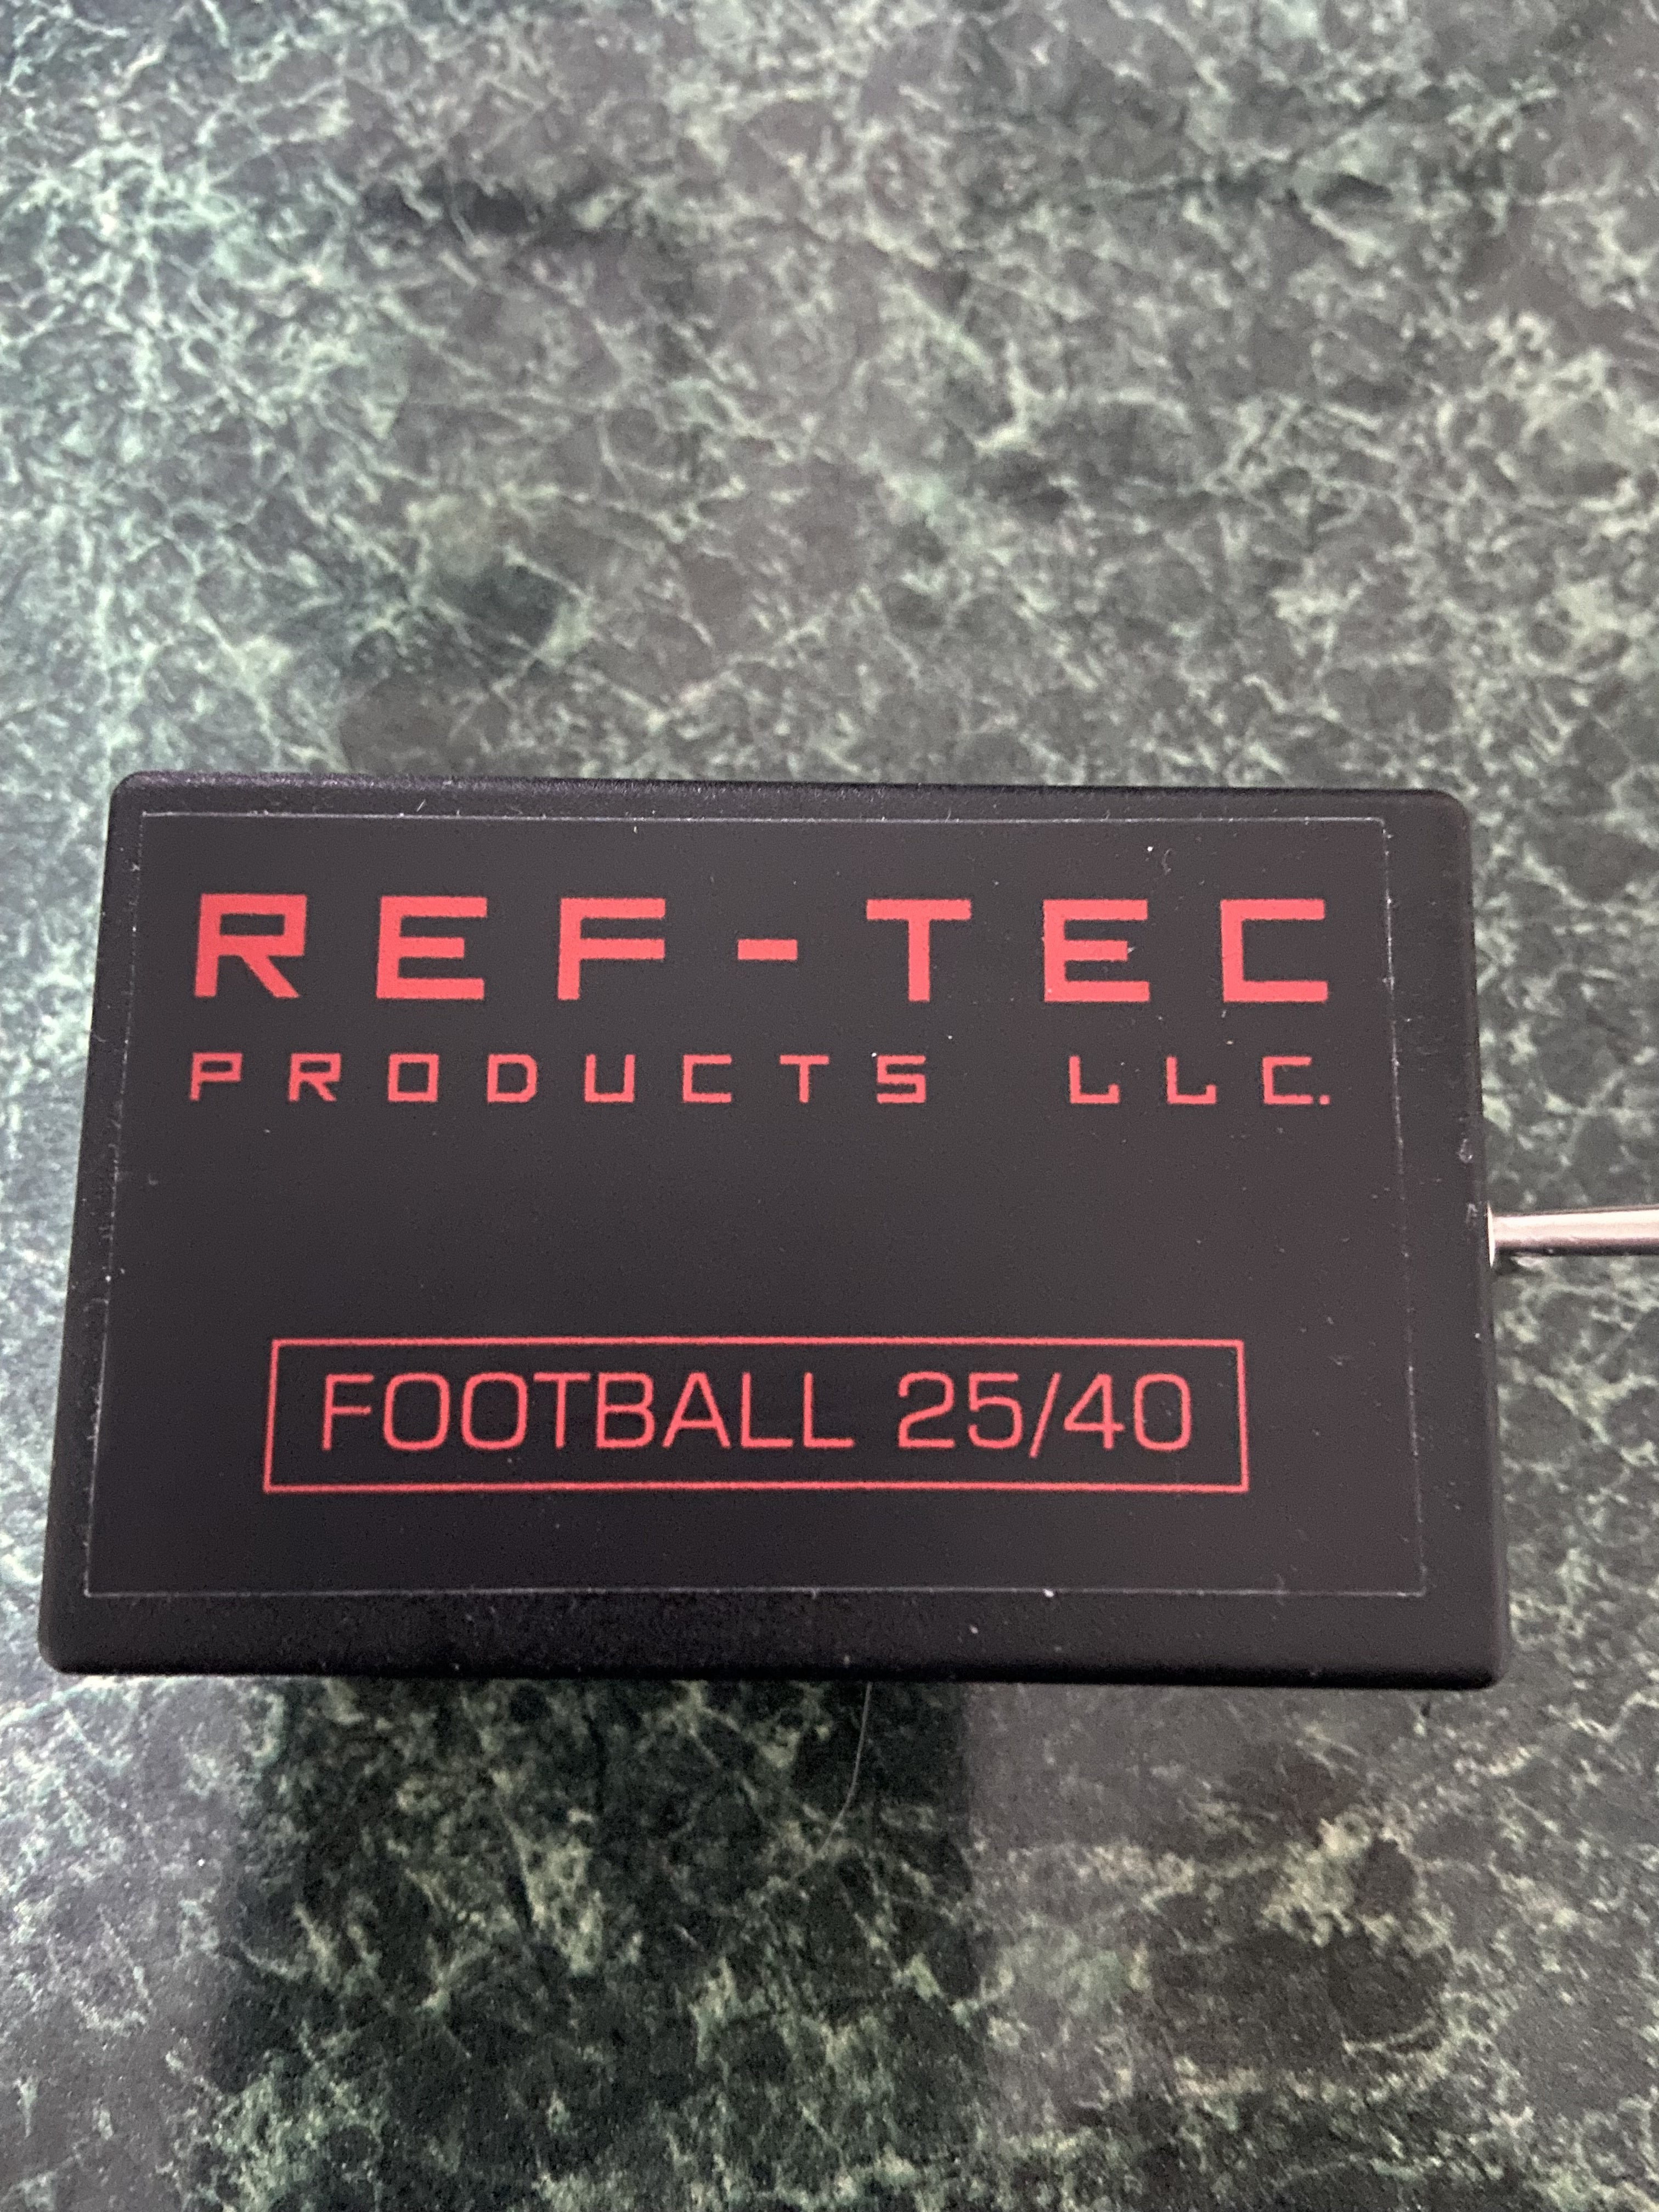 REF-TEC
PRODUCTS LLC.
FOOTBALL 25/40